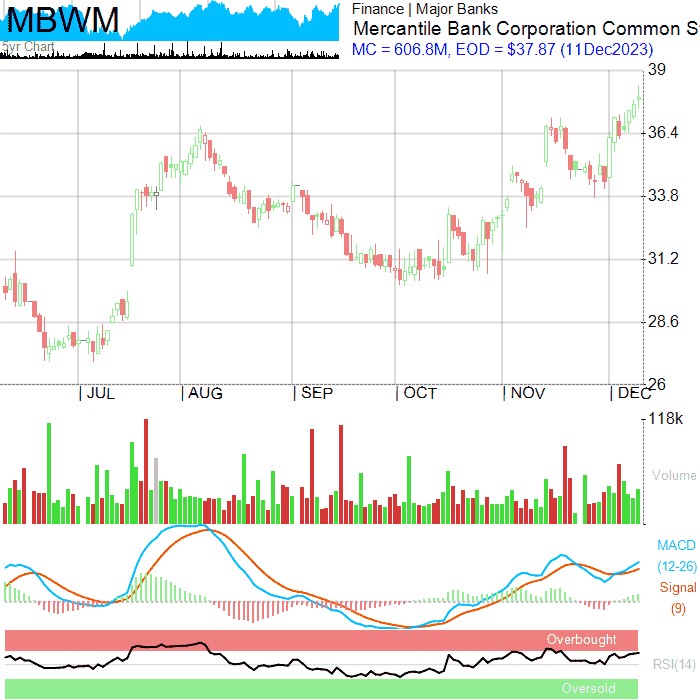 MBWM
5yr Chart
Finance | Major Banks
Mercantile Bank Corporation Common S
MC = 606.8M, EOD = $37.87 (11Dec2023)
39
36.4
33.8
31.2
28.6
26
JUL AUG SEP OCT NOV DEC
118k
Volume
MACD
(12-26)
Signal
(9)
Overbought
RSI(14)
Oversold